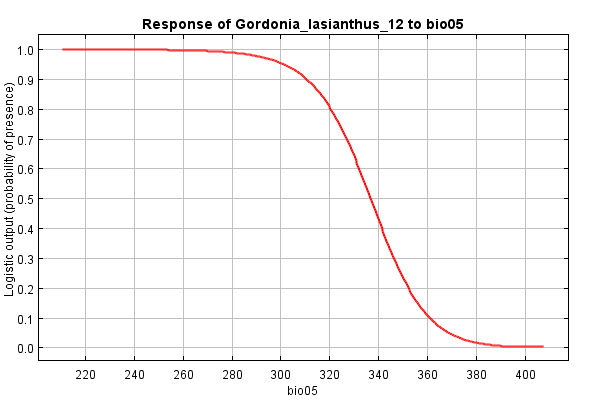 Response of Gordonia_lasianthus_12 to bio05
Logistic output (probability of presence)
1.0
0.9
0.8
0.7
0.6
0.5
0.4
0.3
0.2
0.1
0.0
220 240 260 280 300 320 340 360 380 400
bio05